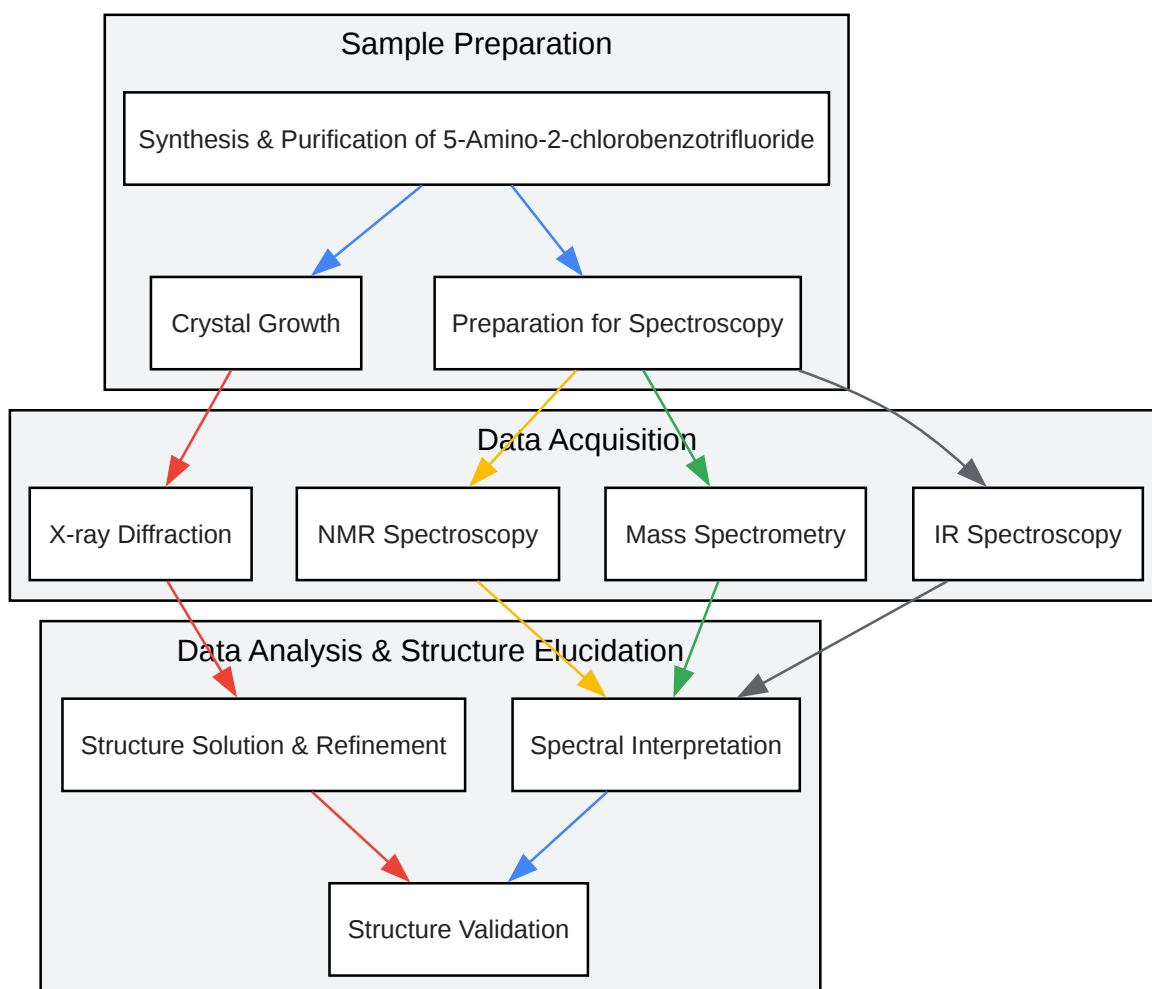 Sample Preparation
Synthesis & Purification of 5-Amino-2-chlorobenzotrifluoride
Crystal Growth
Preparation for Spectroscopy
Data Acquisition
X-ray Diffraction
NMR Spectroscopy
Mass Spectrometry
IR Spectroscopy
Data Analysis & Structure Elucidation
Structure Solution & Refinement
Spectral Interpretation
Structure Validation